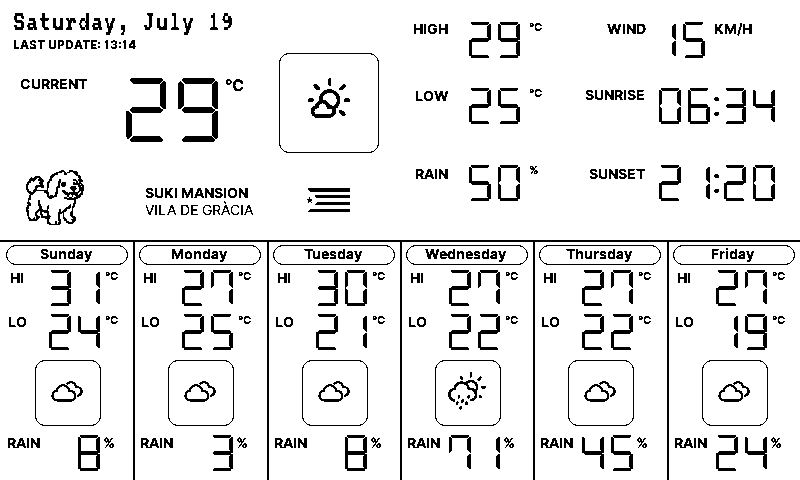 Saturday, July 19
LAST UPDATE: 13:14
CURRENT 29 °C
SUKI MANSION
VILA DE GRÀCIA
HIGH 29 °C
LOW 25 °C
RAIN 50 %
WIND 15 KM/H
SUNRISE 06:34
SUNSET 21:20
Sunday
HI 31 °C
LO 24 °C
RAIN 8 %
Monday
HI 27 °C
LO 25 °C
RAIN 3 %
Tuesday
HI 30 °C
LO 21 °C
RAIN 8 %
Wednesday
HI 27 °C
LO 22 °C
RAIN 71 %
Thursday
HI 27 °C
LO 22 °C
RAIN 45 %
Friday
HI 27 °C
LO 19 °C
RAIN 24 %